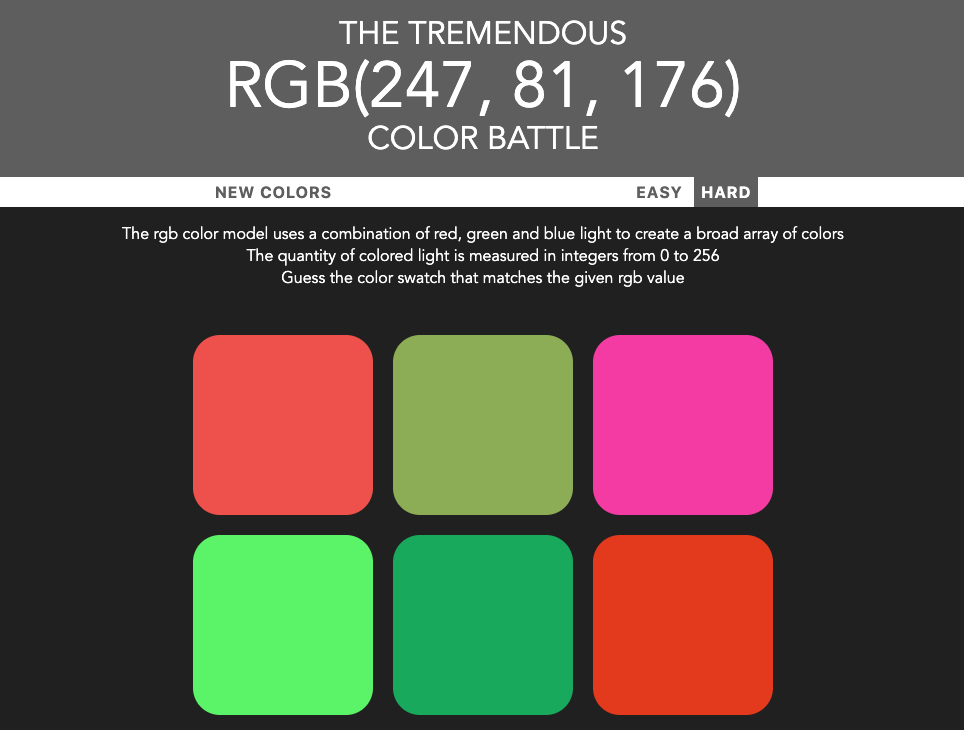 THE TREMENDOUS
RGB(247, 81, 176)
COLOR BATTLE
NEW COLORS
EASY
HARD
The rgb color model uses a combination of red, green and blue light to create a broad array of colors
The quantity of colored light is measured in integers from 0 to 256
Guess the color swatch that matches the given rgb value